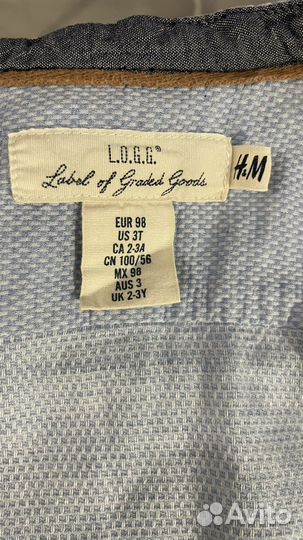 L.O.G.G.®
Label of Graded Goods
H&M
EUR 98
US 3T
CA 2-3A
CN 100/56
MX 98
AUS 3
UK 2-3Y
Avito